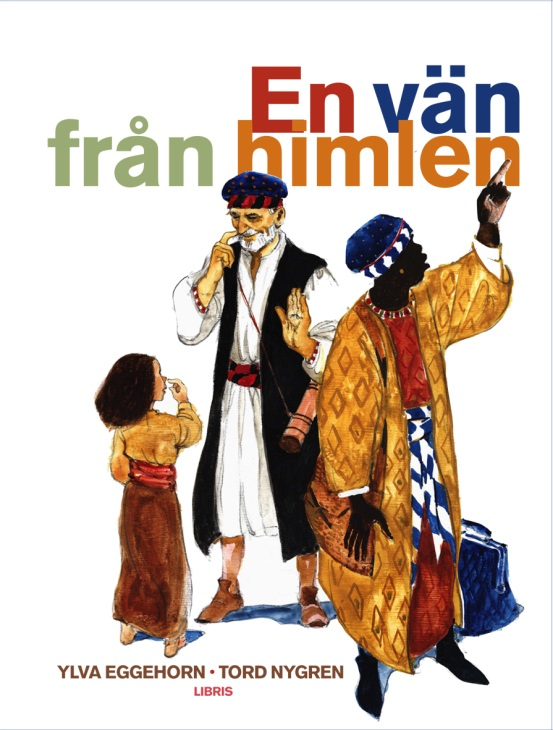 En vän
från himlen
YLVA EGGEHORN • TORD NYGREN
LIBRIS